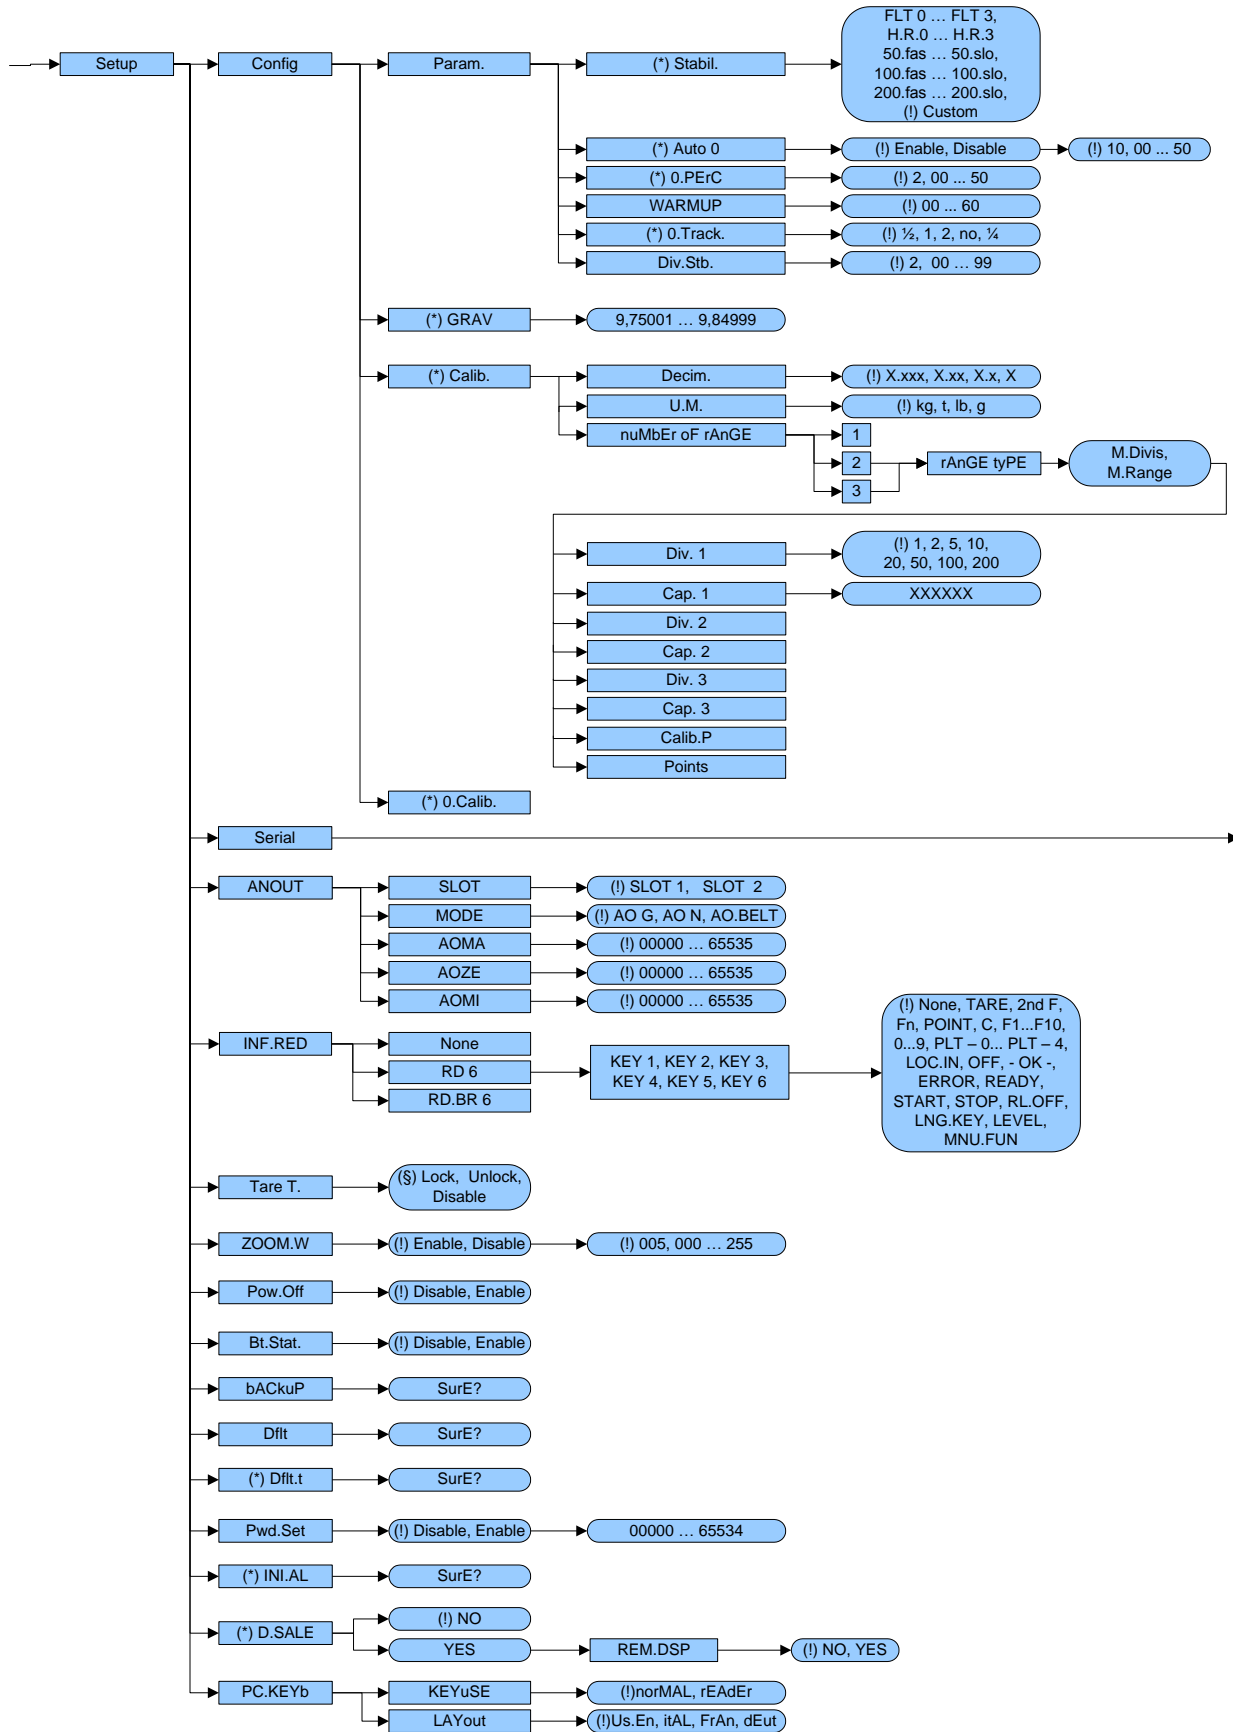 Setup
Config
Param.
(*) Stabil.
FLT 0 ... FLT 3,
H.R.0 ... H.R.3
50.fas ... 50.slo,
100.fas ... 100.slo,
200.fas ... 200.slo,
(!) Custom
(*) Auto 0
(!) Enable, Disable
(!) 10, 00 ... 50
(*) 0.PErC
(!) 2, 00 ... 50
WARMUP
(!) 00 ... 60
(*) 0.Track.
(!) ½, 1, 2, no, ¼
Div.Stb.
(!) 2,  00 ... 99
(*) GRAV
9,75001 ... 9,84999
(*) Calib.
Decim.
(!) X.xxx, X.xx, X.x, X
U.M.
(!) kg, t, lb, g
nuMbEr oF rAnGE
1
2
3
rAnGE tyPE
M.Divis,
M.Range
Div. 1
(!) 1, 2, 5, 10,
20, 50, 100, 200
Cap. 1
XXXXXX
Div. 2
Cap. 2
Div. 3
Cap. 3
Calib.P
Points
(*) 0.Calib.
Serial
ANOUT
SLOT
(!) SLOT 1,   SLOT  2
MODE
(!) AO G, AO N, AO.BELT
AOMA
(!) 00000 ... 65535
AOZE
(!) 00000 ... 65535
AOMI
(!) 00000 ... 65535
INF.RED
None
RD 6
RD.BR 6
KEY 1, KEY 2, KEY 3,
KEY 4, KEY 5, KEY 6
(!) None, TARE, 2nd F,
Fn, POINT, C, F1...F10,
0...9, PLT – 0... PLT – 4,
LOC.IN, OFF, - OK -,
ERROR, READY,
START, STOP, RL.OFF,
LNG.KEY, LEVEL,
MNU.FUN
Tare T.
(§) Lock,  Unlock,
Disable
ZOOM.W
(!) Enable, Disable
(!) 005, 000 ... 255
Pow.Off
(!) Disable, Enable
Bt.Stat.
(!) Disable, Enable
bACkuP
SurE?
Dflt
SurE?
(*) Dflt.t
SurE?
Pwd.Set
(!) Disable, Enable
00000 ... 65534
(*) INI.AL
SurE?
(*) D.SALE
(!) NO
YES
REM.DSP
(!) NO, YES
PC.KEYb
KEYuSE
(!)norMAL, rEAdEr
LAYout
(!)Us.En, itAL, FrAn, dEut